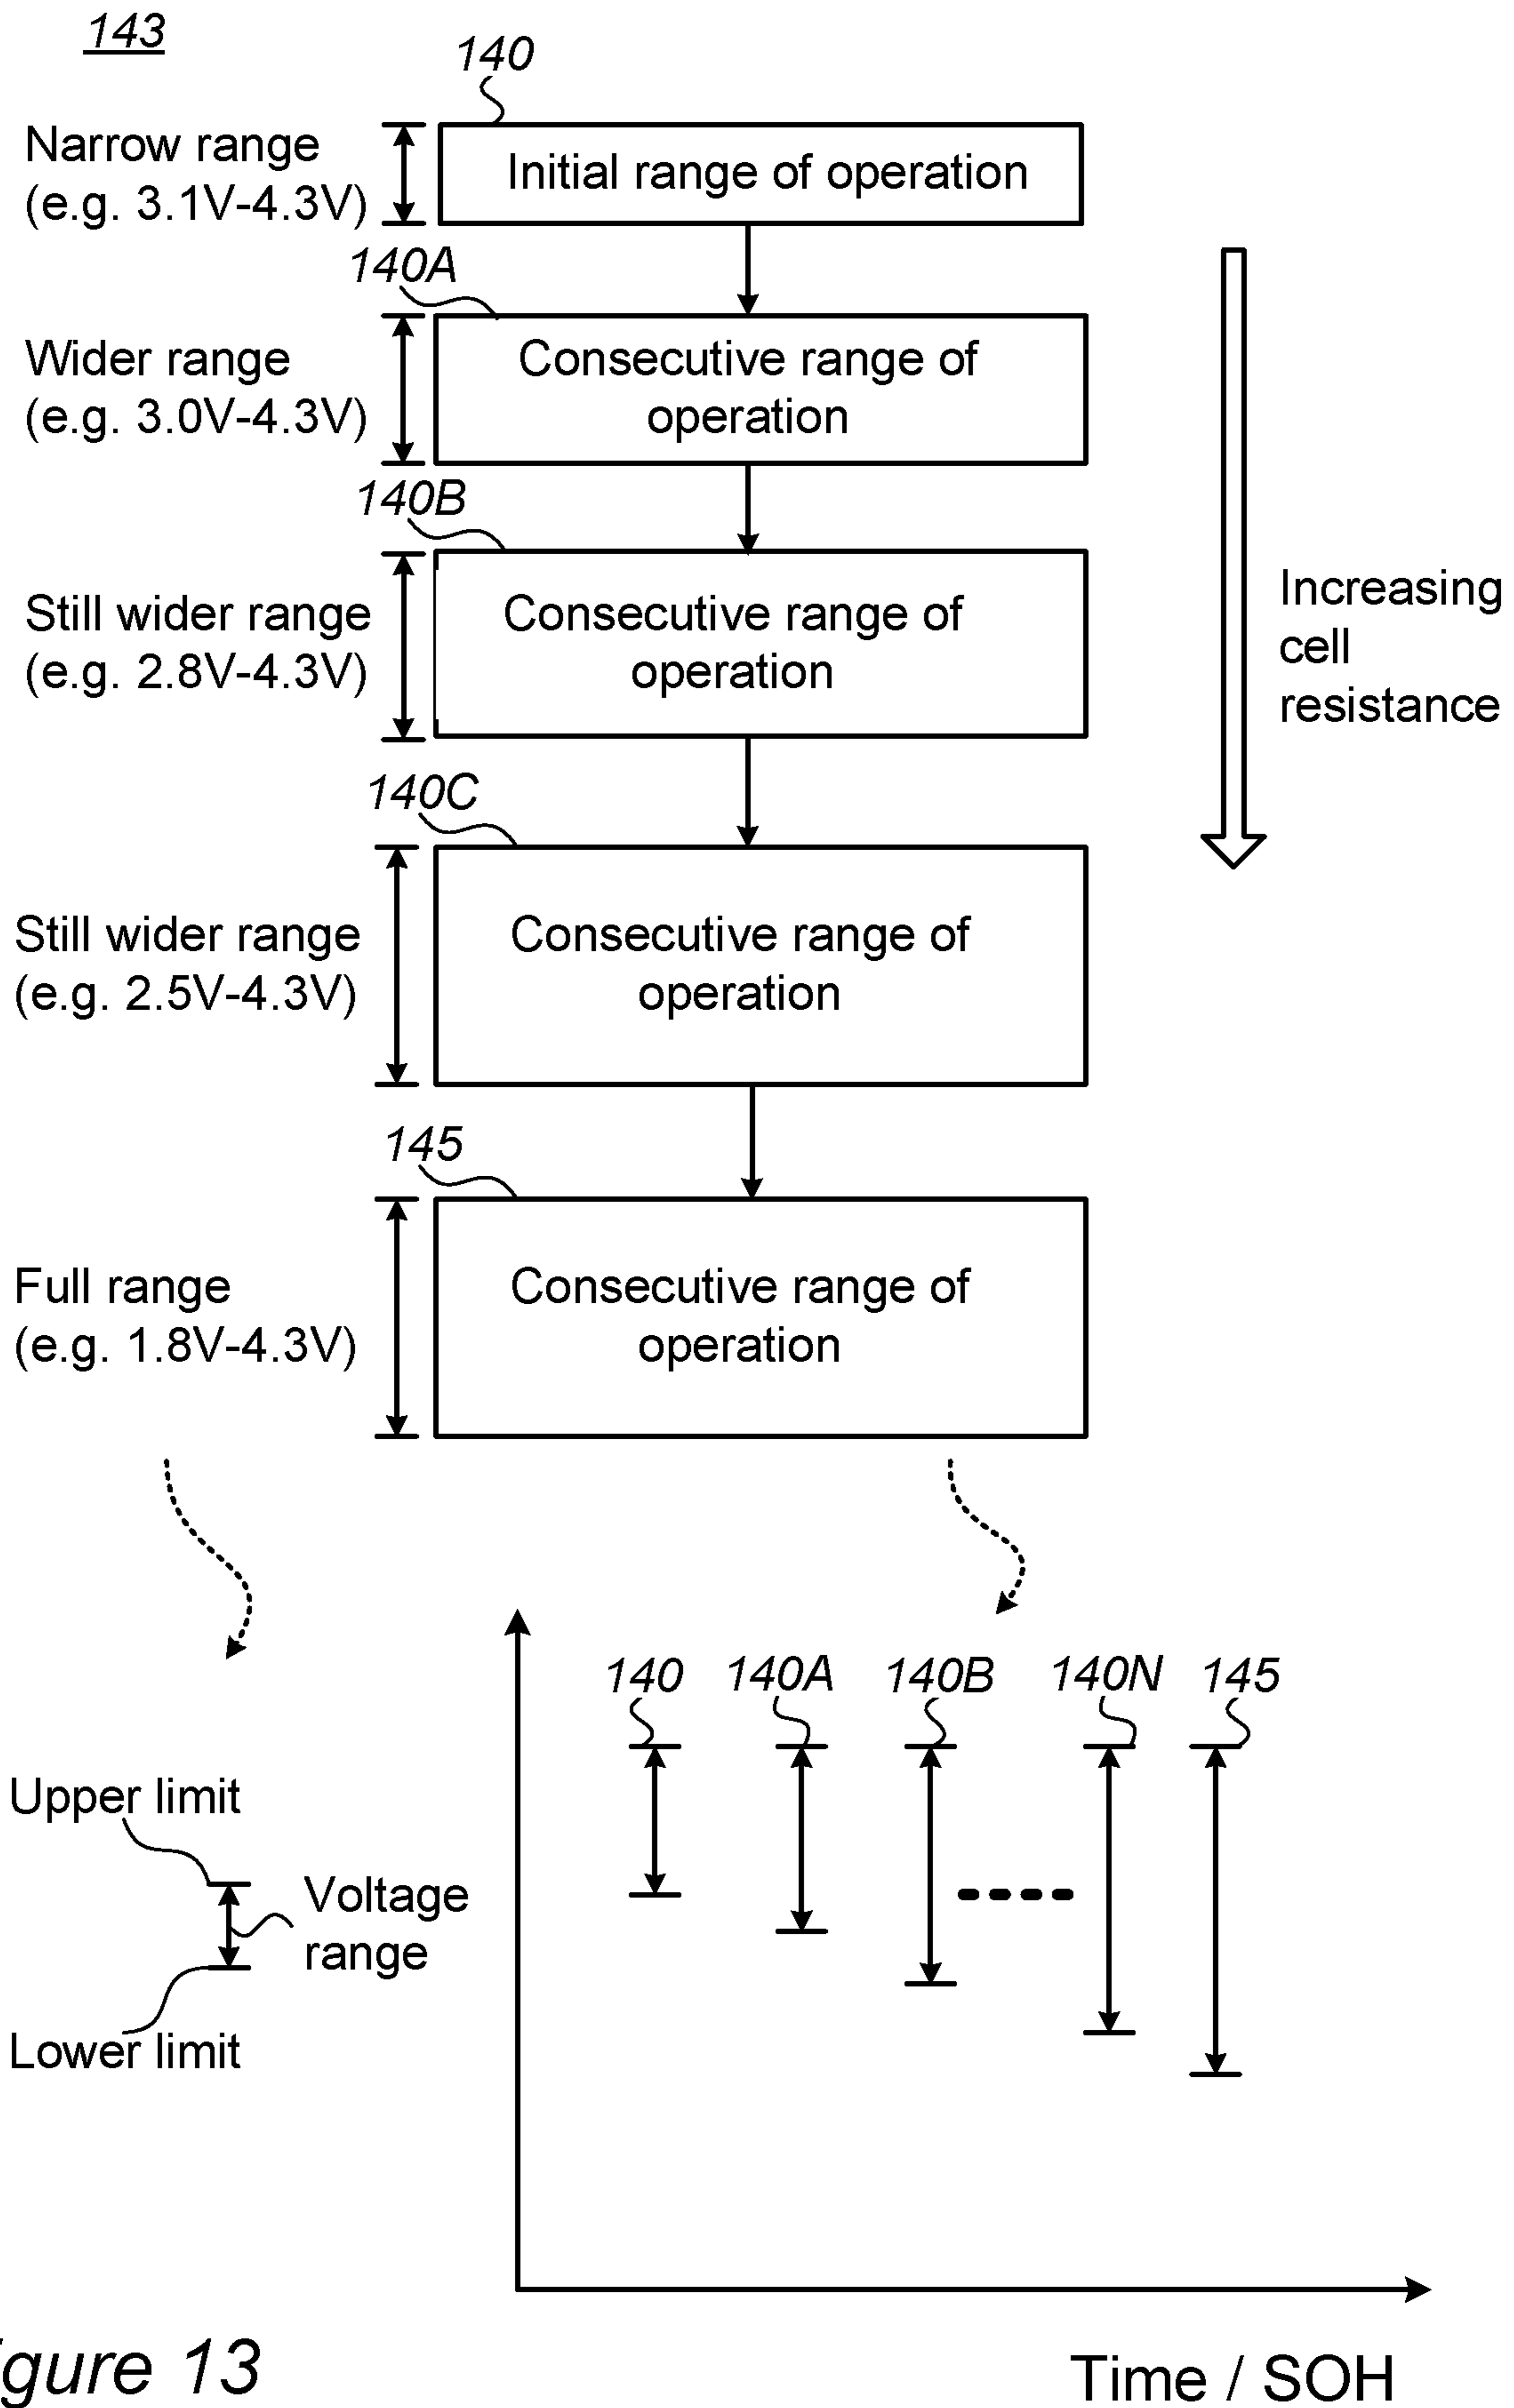 143
140
Narrow range
(e.g. 3.1V-4.3V)
Initial range of operation
140A
Wider range
(e.g. 3.0V-4.3V)
Consecutive range of
operation
140B
Still wider range
(e.g. 2.8V-4.3V)
Consecutive range of
operation
Increasing
cell
resistance
140C
Still wider range
(e.g. 2.5V-4.3V)
Consecutive range of
operation
145
Full range
(e.g. 1.8V-4.3V)
Consecutive range of
operation
140 140A 140B 140N 145
Upper limit
Voltage
range
Lower limit
gure 13
Time / SOH